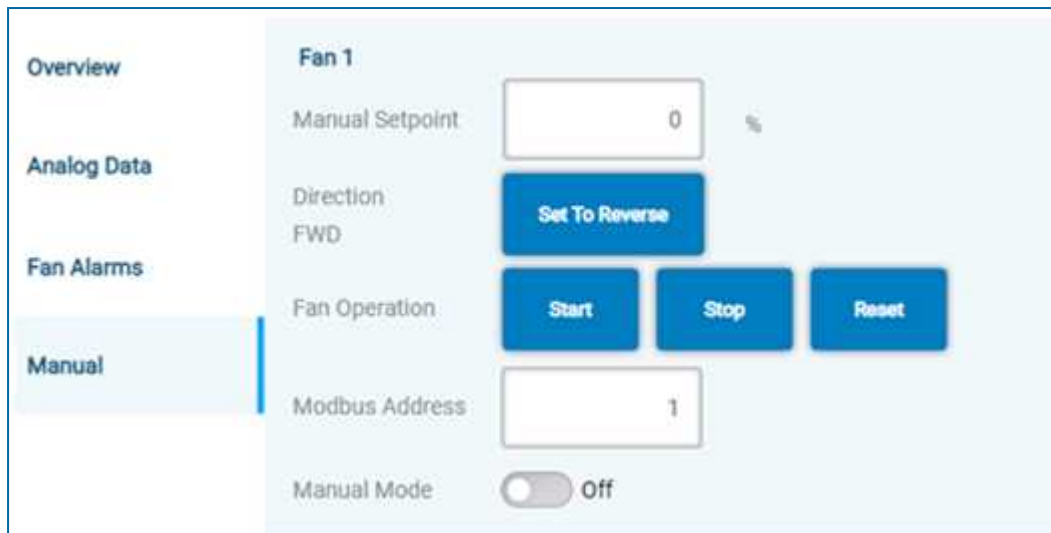 Overview
Analog Data
Fan Alarms
Manual
Fan 1
Manual Setpoint 0 %
Direction
FWD
Set To Reverse
Fan Operation Start Stop Reset
Modbus Address 1
Manual Mode Off